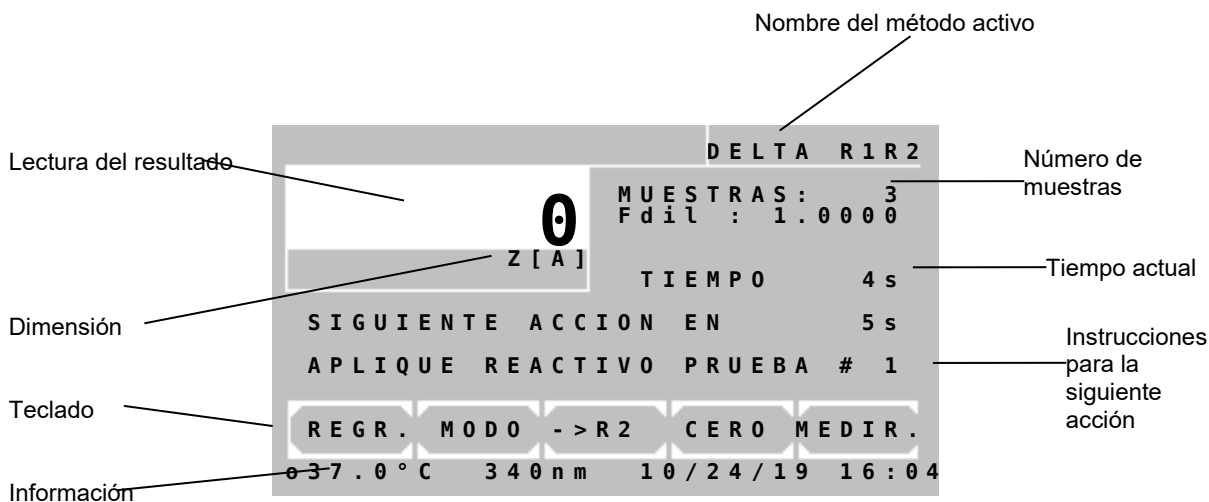 Nombre del método activo
Lectura del resultado
DELTA R1R2
Número de
muestras
MUESTRAS: 3
Fdil : 1.0000
0
Z[A]
TIEMPO 4s
Tiempo actual
Dimensión
SIGUIENTE ACCION EN 5s
Instrucciones
para la
siguiente
acción
APLIQUE REACTIVO PRUEBA # 1
Teclado
REGR. MODO ->R2 CERO MEDIR.
Información
o37.0°C 340nm 10/24/19 16:04